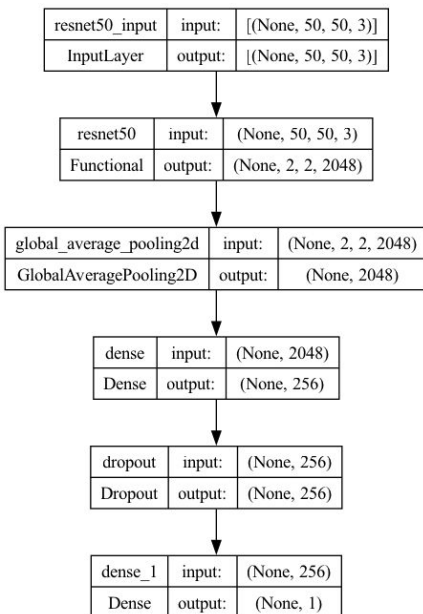 resnet50_input input: [(None, 50, 50, 3)]
InputLayer output: [(None, 50, 50, 3)]
resnet50 input: (None, 50, 50, 3)
Functional output: (None, 2, 2, 2048)
global_average_pooling2d input: (None, 2, 2, 2048)
GlobalAveragePooling2D output: (None, 2048)
dense input: (None, 2048)
Dense output: (None, 256)
dropout input: (None, 256)
Dropout output: (None, 256)
dense_1 input: (None, 256)
Dense output: (None, 1)